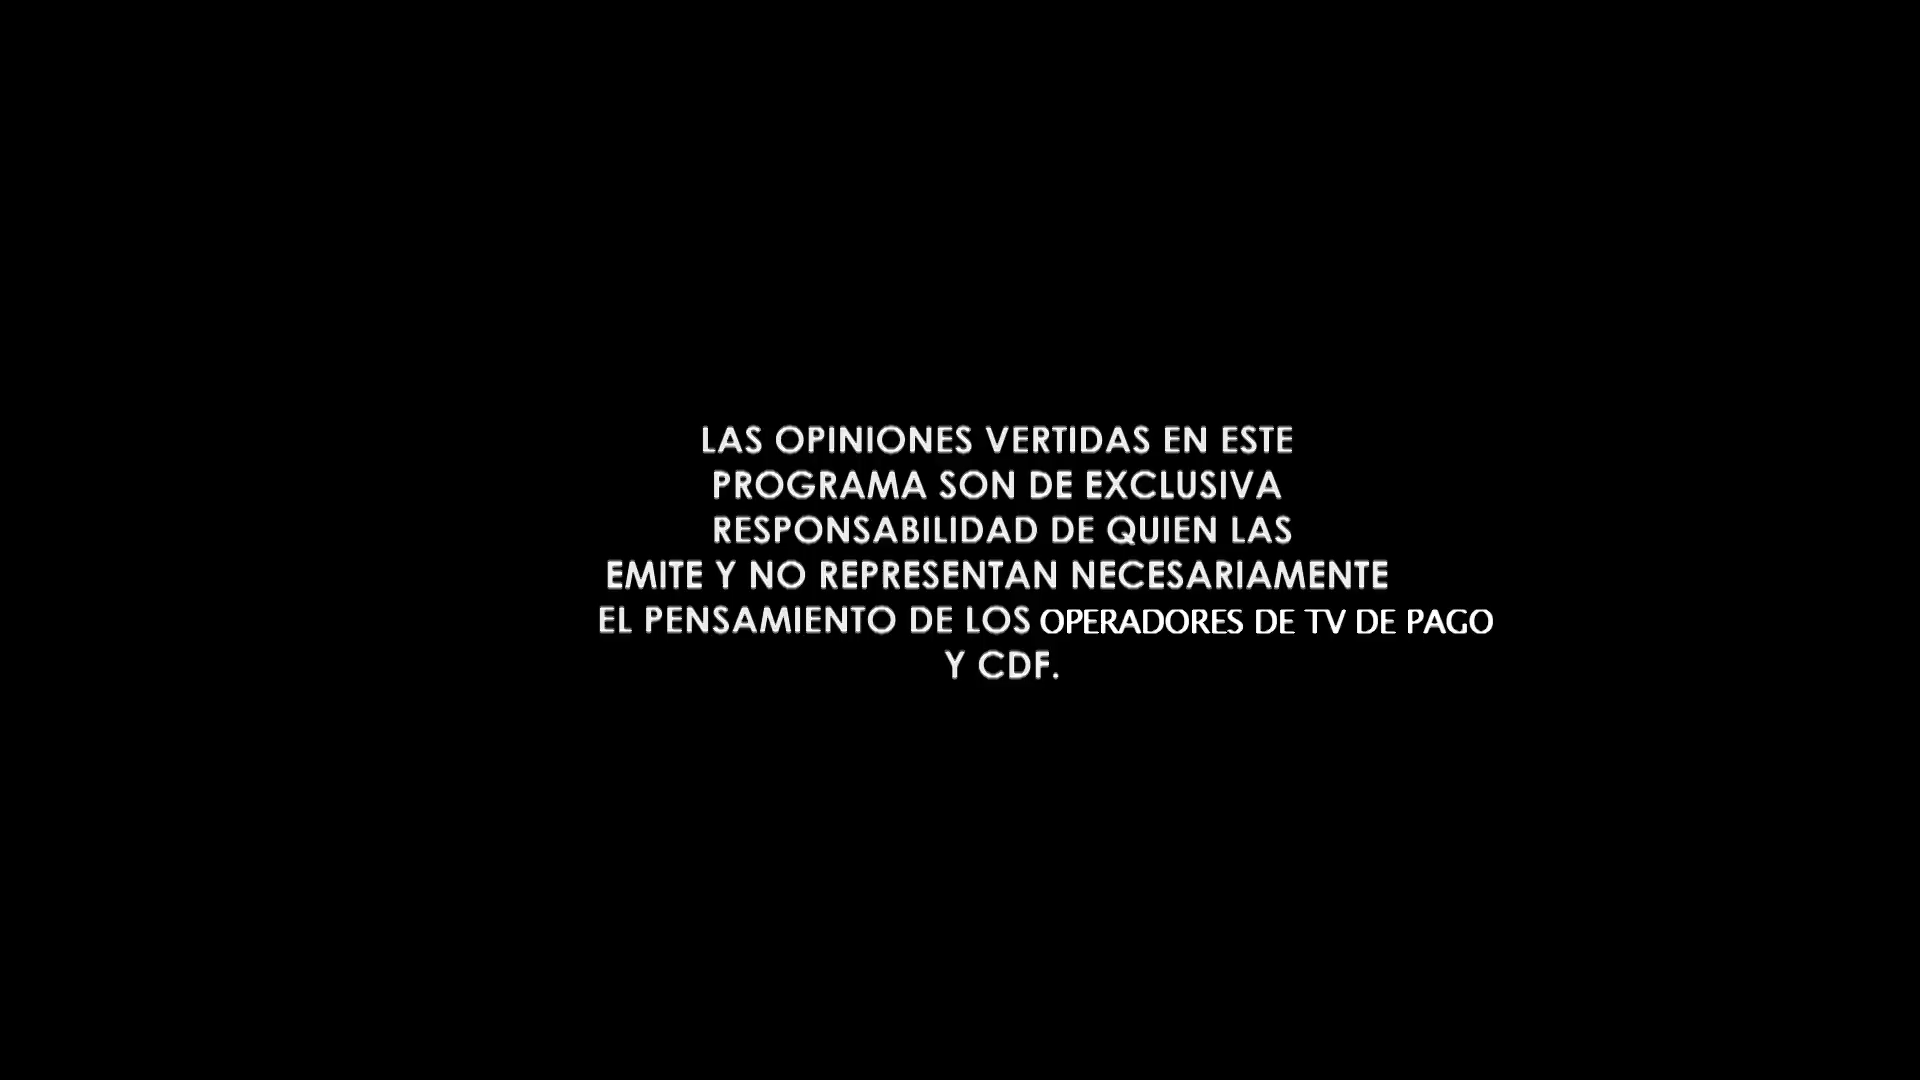 LAS OPINIONES VERTIDAS EN ESTE
PROGRAMA SON DE EXCLUSIVA
RESPONSABILIDAD DE QUIEN LAS
EMITE Y NO REPRESENTAN NECESARIAMENTE
EL PENSAMIENTO DE LOS OPERADORES DE TV DE PAGO
Y CDF.